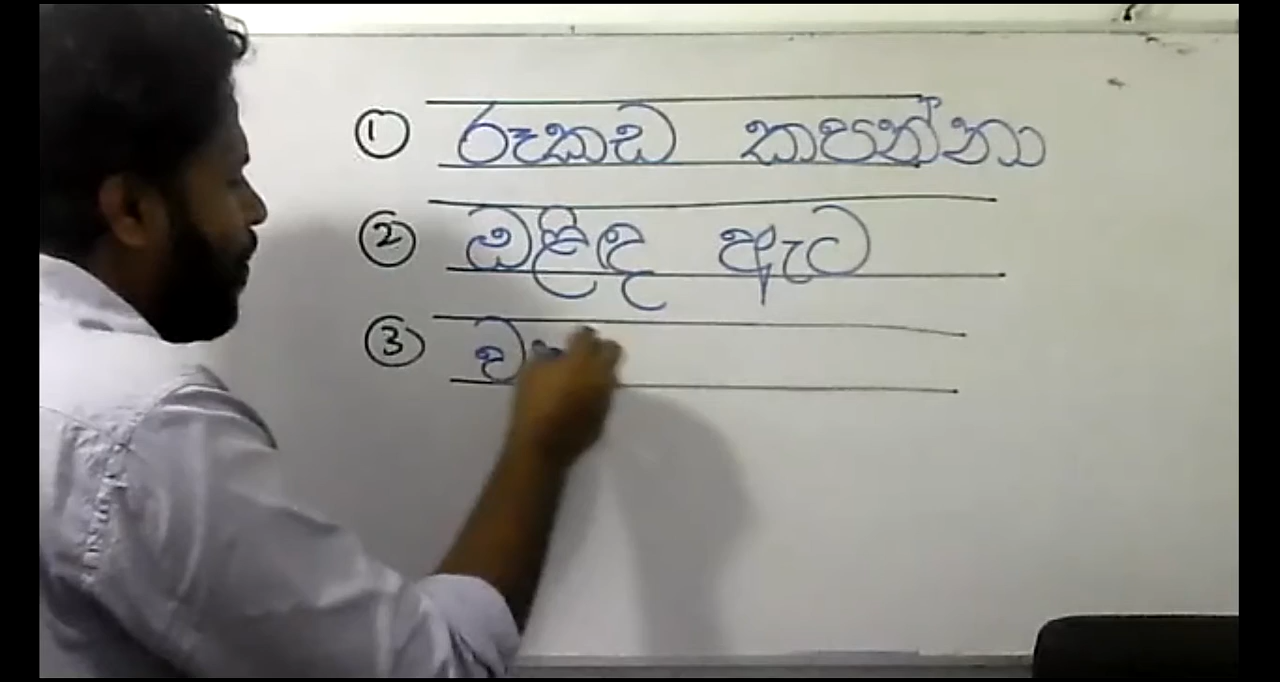 ① රූකඩ කපන්නා
② ඔළිඳ ඇට
③ ව